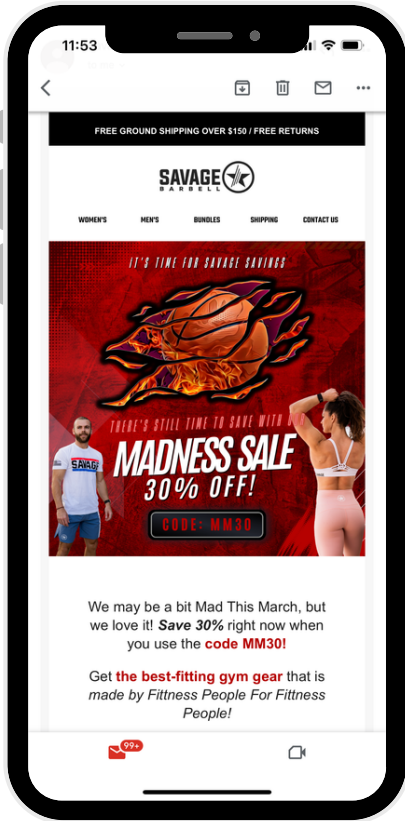 11:53
FREE GROUND SHIPPING OVER $150 / FREE RETURNS
SAVAGE
BARBELL
WOMEN'S MEN'S BUNDLES SHIPPING CONTACT US
IT'S TIME FOR SAVAGE SAVINGS
THERE'S STILL TIME TO SAVE WITH OUR
MADNESS SALE
30% OFF!
SAVAGE
CODE: MM30
We may be a bit Mad This March, but
we love it! Save 30% right now when
you use the code MM30!
Get the best-fitting gym gear that is
made by Fittness People For Fittness
People!
99+